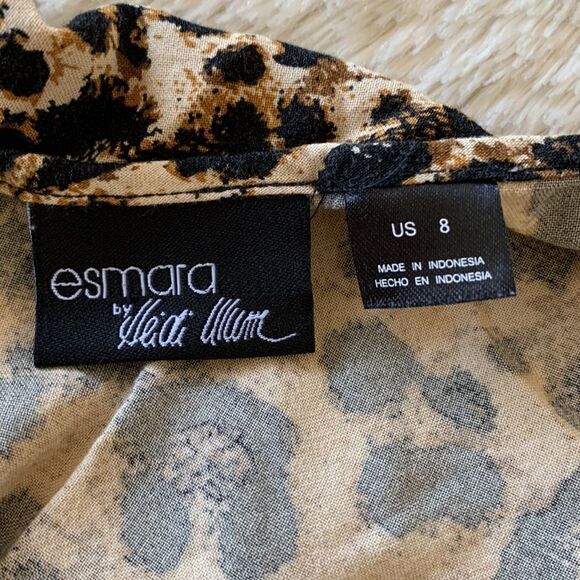 esmara
by Heidi Klum
US 8
MADE IN INDONESIA
HECHO EN INDONESIA